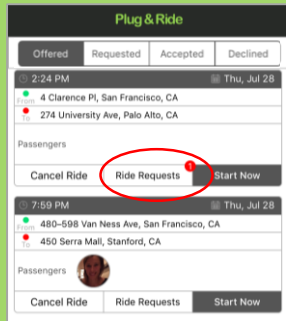 Plug & Ride
Offered Requested Accepted Declined
2:24 PM Thu, Jul 28
From 4 Clarence Pl, San Francisco, CA
To 274 University Ave, Palo Alto, CA
Passengers
Cancel Ride Ride Requests 1 Start Now
7:59 PM Thu, Jul 28
From 480-598 Van Ness Ave, San Francisco, CA
To 450 Serra Mall, Stanford, CA
Passengers
Cancel Ride Ride Requests Start Now